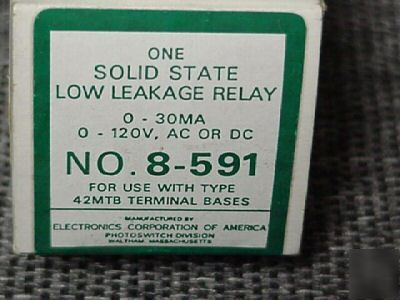 ONE
SOLID STATE
LOW LEAKAGE RELAY
0 - 30MA
0 - 120V, AC OR DC
NO. 8-591
FOR USE WITH TYPE
42MTB TERMINAL BASES
MANUFACTURED BY
ELECTRONICS CORPORATION OF AMERICA
PHOTOSWITCH DIVISION
WALTHAM, MASSACHUSETTS